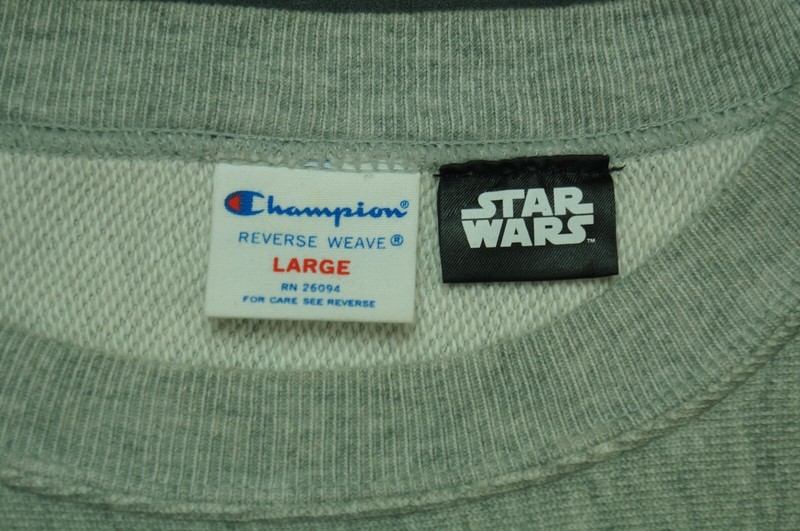 Champion®
REVERSE WEAVE®
LARGE
RN 26094
FOR CARE SEE REVERSE
STAR
WARS™